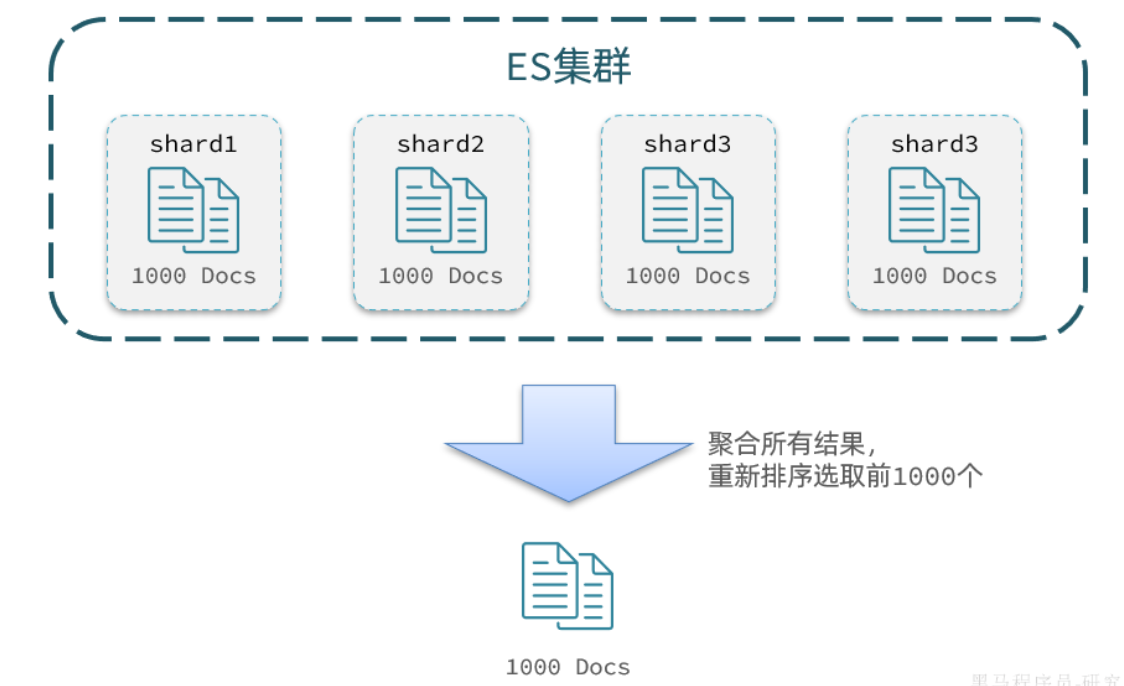 ES集群
shard1
shard2
shard3
shard3
1000 Docs
1000 Docs
1000 Docs
1000 Docs
聚合所有结果，
重新排序选取前1000个
1000 Docs
黑马程序员-研究